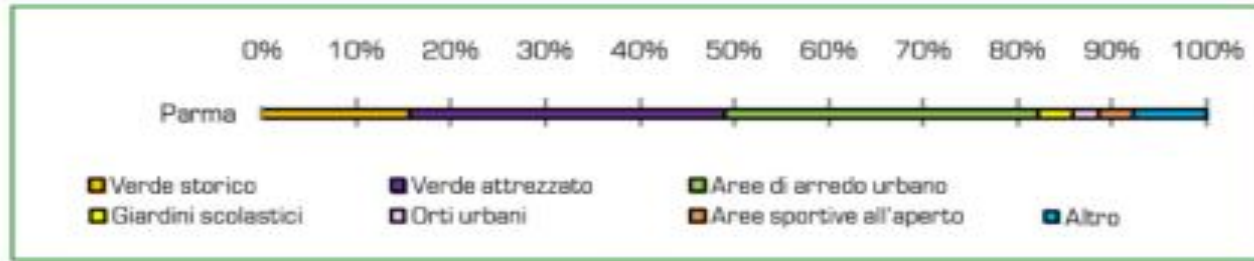 0% 10% 20% 30% 40% 50% 60% 70% 80% 90% 100%
Parma
Verde storico Verde attrezzato Aree di arredo urbano
Giardini scolastici Orti urbani Aree sportive all'aperto Altro